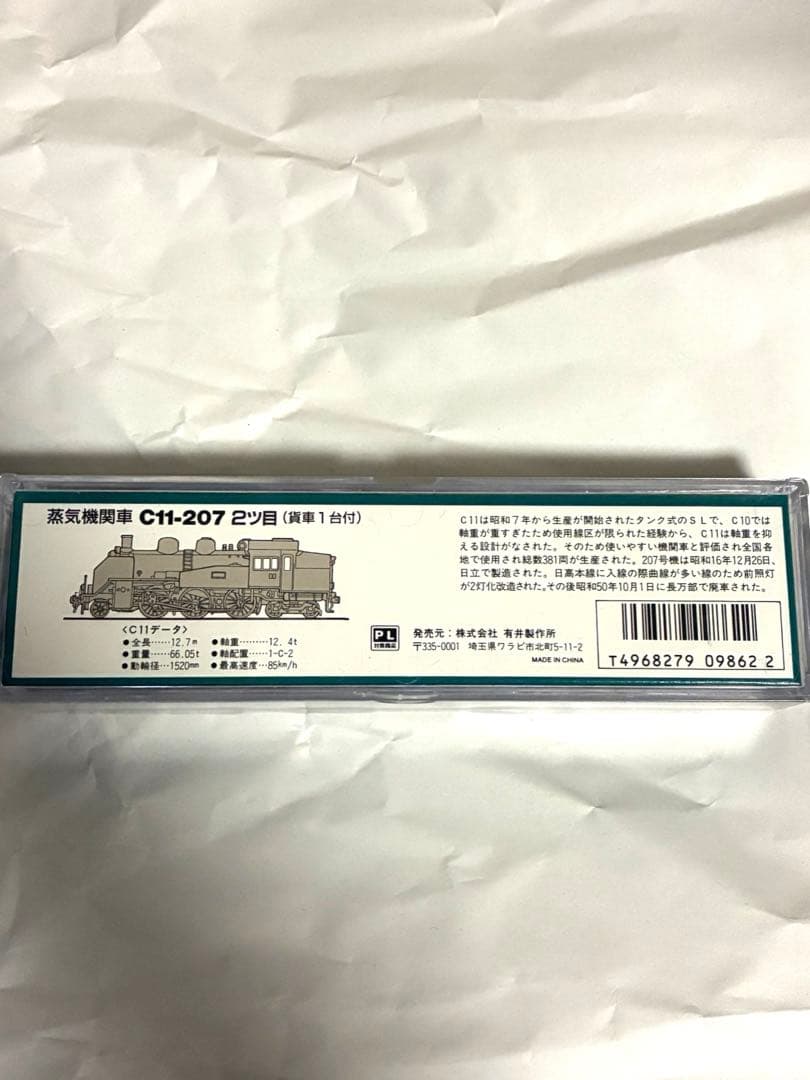 蒸気機関車 C11-207 2ツ目(貨車1台付)
<C11データ>
●全長……12.7m ●軸重………12.4t
●重量……66.05t ●軸配置……1-C-2
●動輪径…1520mm ●最高速度…85km/h
C11は昭和7年から生産が開始されたタンク式のSLで、C10では
軸重が重すぎたため使用線区が限られた経験から、C11は軸重を抑
える設計がなされた。そのため使いやすい機関車と評価され全国各
地で使用され総数381両が生産された。207号機は昭和16年12月26日、
日立で製造された。日高本線に入線の際曲線が多い線のため前照灯
が2灯化改造された。その後昭和50年10月1日に長万部で廃車された。
PL
対象商品
発売元:株式会社 有井製作所
〒335-0001 埼玉県ワラビ市北町5-11-2
MADE IN CHINA
T4968279 09862 2